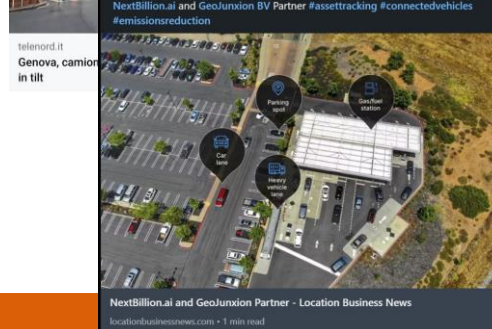 telenord.it
Genova, camion
in tilt
NextBillion.ai and GeoJunxion BV Partner #assettracking #connectedvehicles
#emissionsreduction
Parking
spot
Gas/fuel
station
Car
lane
Heavy
vehicle
lane
NextBillion.ai and GeoJunxion Partner - Location Business News
locationbusinessnews.com • 1 min read